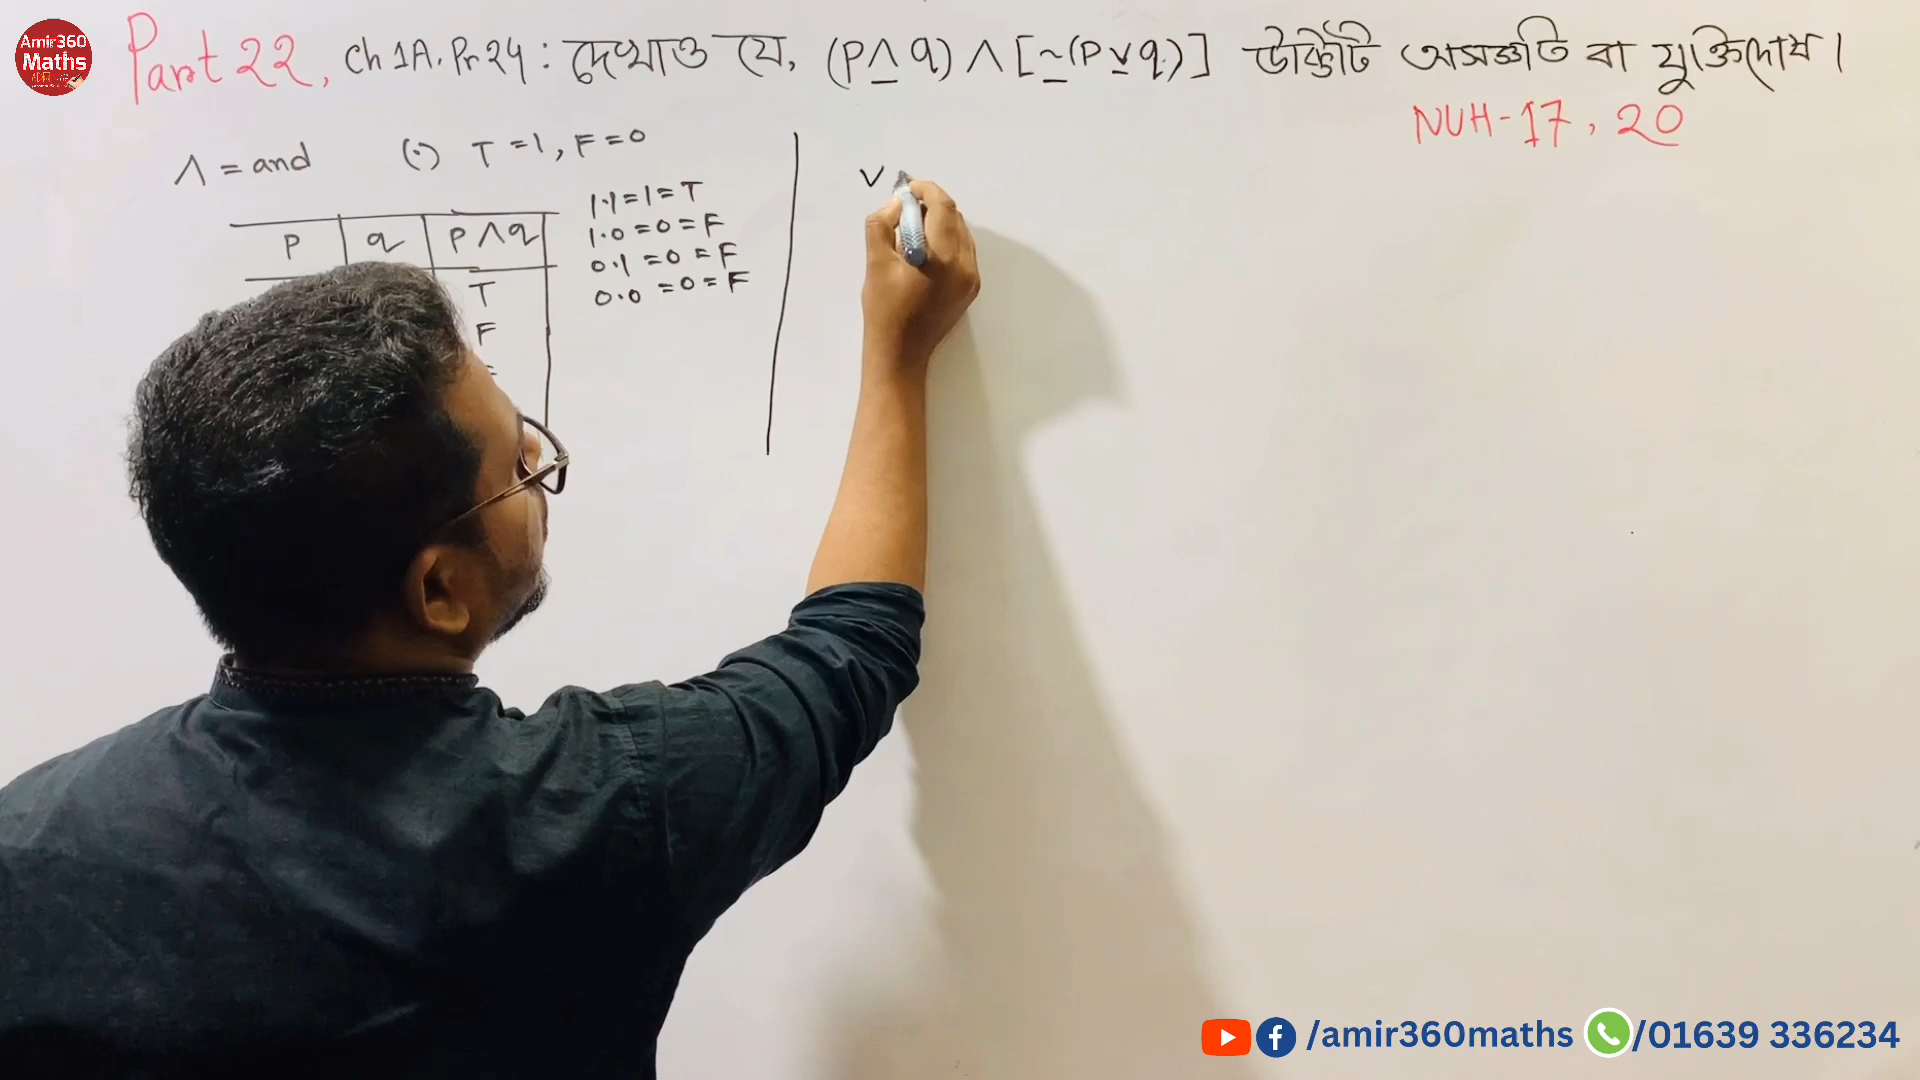 Amir360
Maths
Part 22, Ch 1A. Pr 24 : দেখাও যে, (P ∧ q) ∧ [~(P ∨ q)] উক্তিটি অসঙ্গতি বা যুক্তিদোষ।
NUH-17, 20
∧ = and (·) T = 1, F = 0
1·1 = 1 = T
1·0 = 0 = F
0·1 = 0 = F
0·0 = 0 = F
P q P ∧ q
T
F
∨
/amir360maths /01639 336234